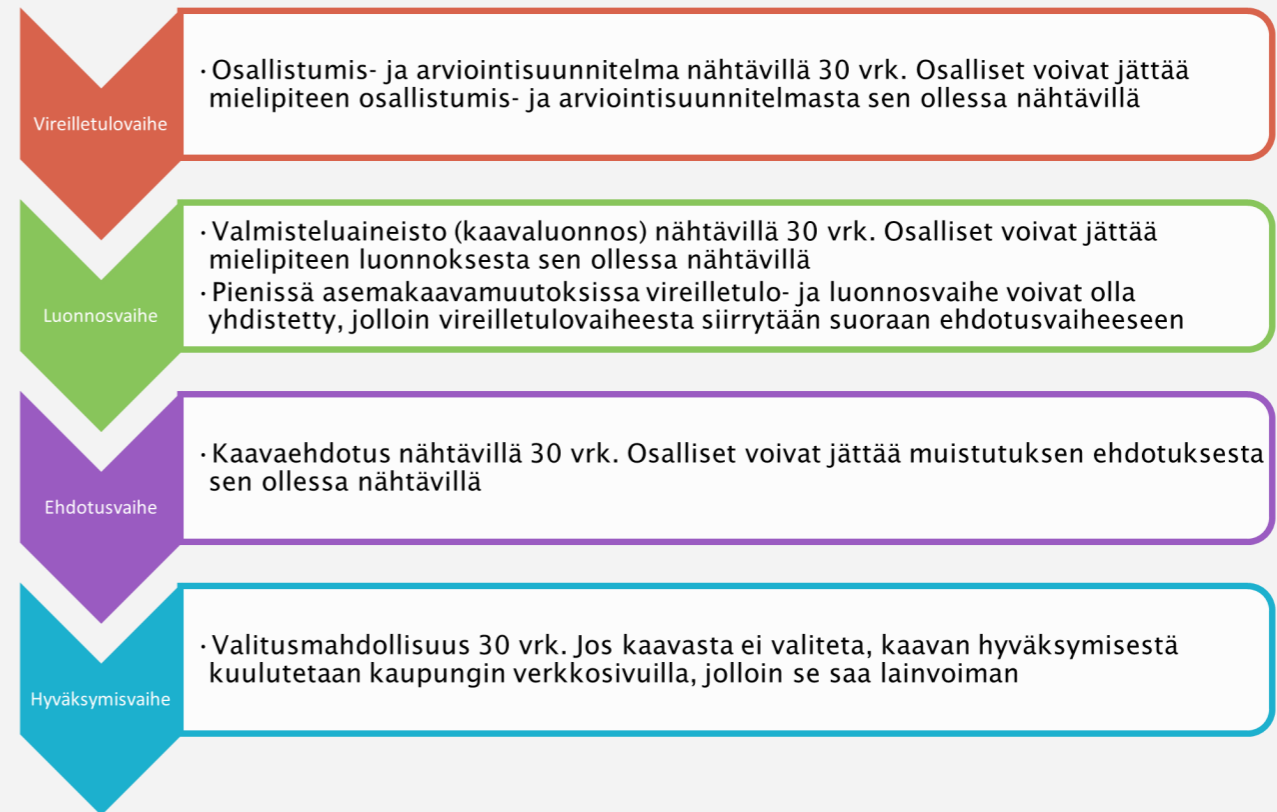 Vireilletulovaihe
· Osallistumis- ja arviointisuunnitelma nähtävillä 30 vrk. Osalliset voivat jättää
mielipiteen osallistumis- ja arviointisuunnitelmasta sen ollessa nähtävillä
Luonnosvaihe
· Valmisteluaineisto (kaavaluonnos) nähtävillä 30 vrk. Osalliset voivat jättää
mielipiteen luonnoksesta sen ollessa nähtävillä
· Pienissä asemakaavamuutoksissa vireilletulo- ja luonnosvaihe voivat olla
yhdistetty, jolloin vireilletulovaiheesta siirrytään suoraan ehdotusvaiheeseen
Ehdotusvaihe
· Kaavaehdotus nähtävillä 30 vrk. Osalliset voivat jättää muistutuksen ehdotuksesta
sen ollessa nähtävillä
Hyväksymisvaihe
· Valitusmahdollisuus 30 vrk. Jos kaavasta ei valiteta, kaavan hyväksymisestä
kuulutetaan kaupungin verkkosivuilla, jolloin se saa lainvoiman